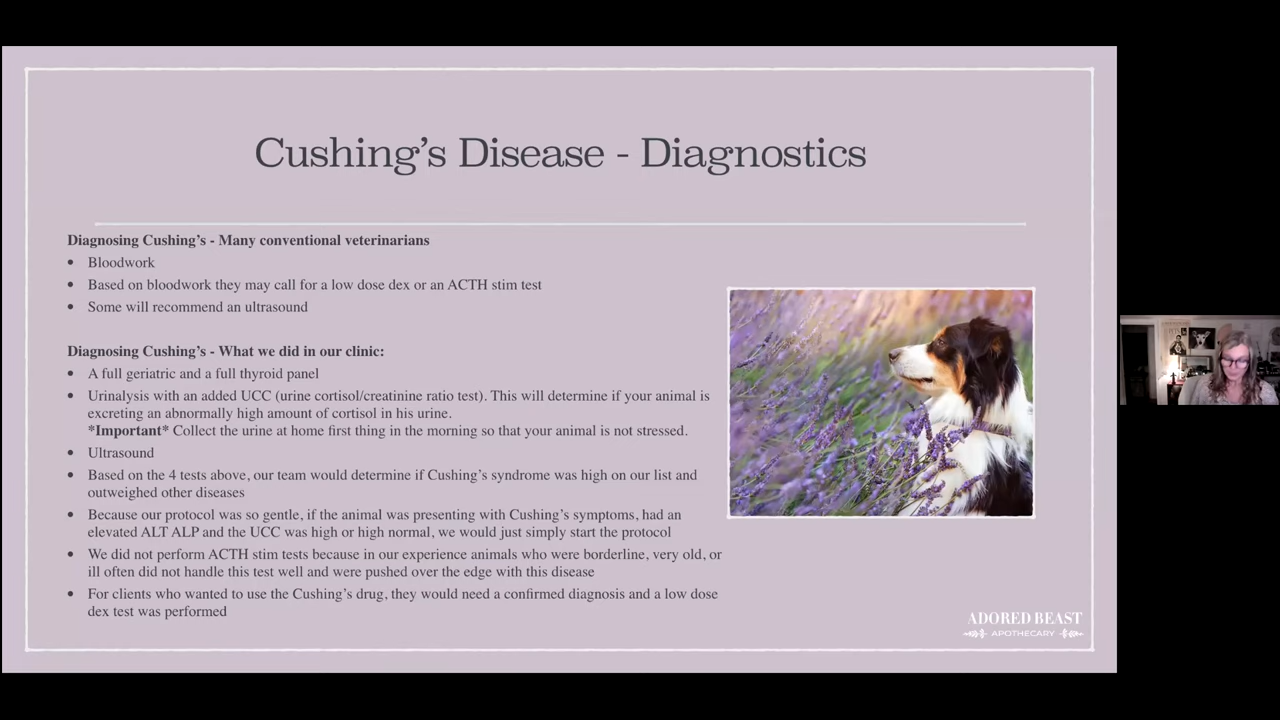 Cushing's Disease - Diagnostics
Diagnosing Cushing's - Many conventional veterinarians
• Bloodwork
• Based on bloodwork they may call for a low dose dex or an ACTH stim test
• Some will recommend an ultrasound
Diagnosing Cushing's - What we did in our clinic:
• A full geriatric and a full thyroid panel
• Urinalysis with an added UCC (urine cortisol/creatinine ratio test). This will determine if your animal is
excreting an abnormally high amount of cortisol in his urine.
*Important* Collect the urine at home first thing in the morning so that your animal is not stressed.
• Ultrasound
• Based on the 4 tests above, our team would determine if Cushing's syndrome was high on our list and
outweighed other diseases
• Because our protocol was so gentle, if the animal was presenting with Cushing's symptoms, had an
elevated ALT ALP and the UCC was high or high normal, we would just simply start the protocol
• We did not perform ACTH stim tests because in our experience animals who were borderline, very old, or
ill often did not handle this test well and were pushed over the edge with this disease
• For clients who wanted to use the Cushing's drug, they would need a confirmed diagnosis and a low dose
dex test was performed
ADORED BEAST
APOTHECARY